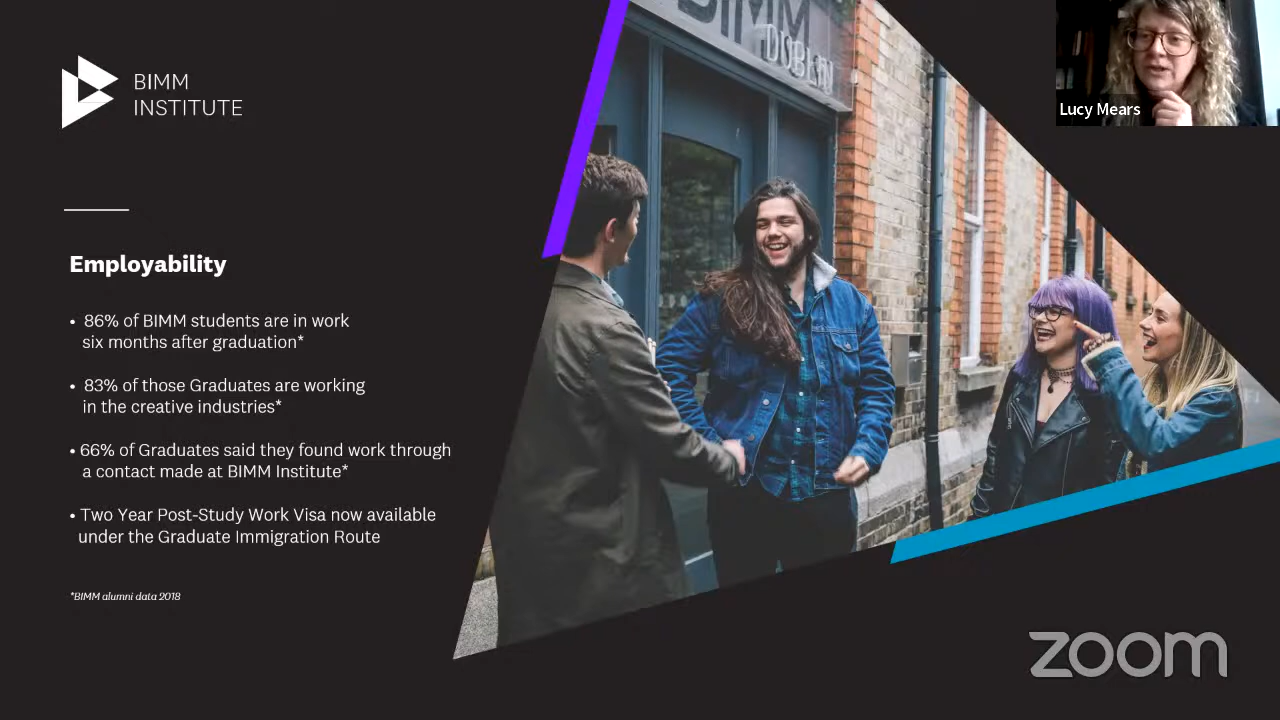 BIMM
INSTITUTE
BIMM
DUBLIN
Lucy Mears
Employability
• 86% of BIMM students are in work
six months after graduation*
• 83% of those Graduates are working
in the creative industries*
• 66% of Graduates said they found work through
a contact made at BIMM Institute*
• Two Year Post-Study Work Visa now available
under the Graduate Immigration Route
*BIMM alumni data 2018
zoom